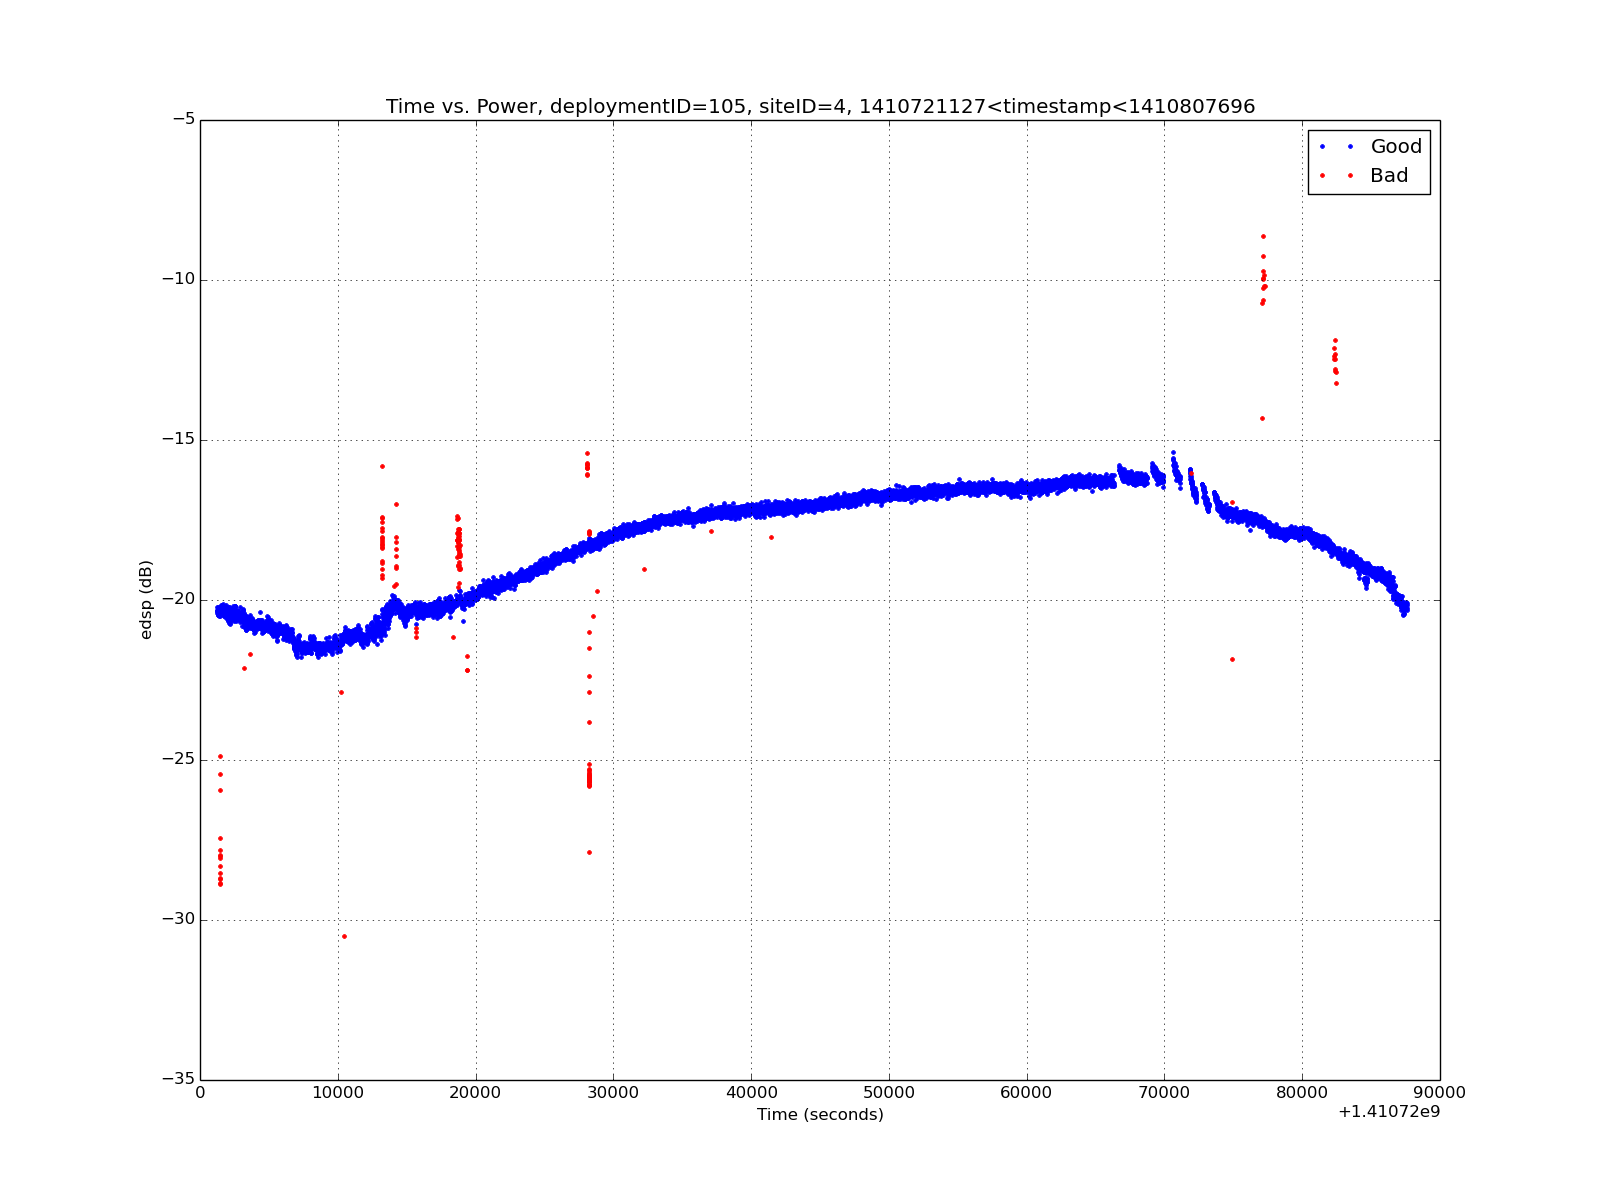 Time vs. Power, deploymentID=105, siteID=4, 1410721127<timestamp<1410807696
Good
Bad
edsp (dB)
−5
−10
−15
−20
−25
−30
−35
0 10000 20000 30000 40000 50000 60000 70000 80000 90000
Time (seconds)
+1.41072e9